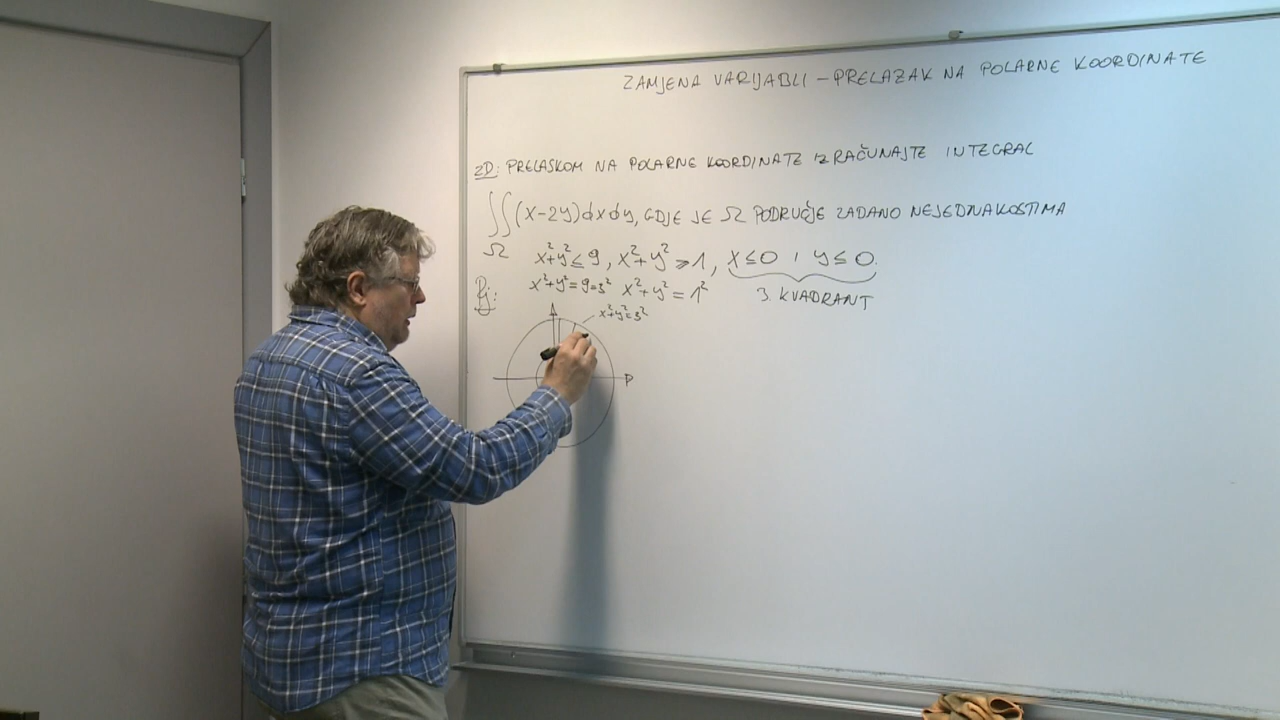 ZAMJENA VARIJABLI – PRELAZAK NA POLARNE KOORDINATE
ZD: PRELASKOM NA POLARNE KOORDINATE IZRAČUNAJTE INTEGRAL
∬(x-2y)dxdy, GDJE JE Ω PODRUČJE ZADANO NEJEDNAKOSTIMA
Ω x²+y² ≤ 9, x²+y² ≥ 1, x ≤ 0 i y ≤ 0.
Rj: x²+y²=9=3² x²+y²=1² 3. KVADRANT
x²+y²=3²